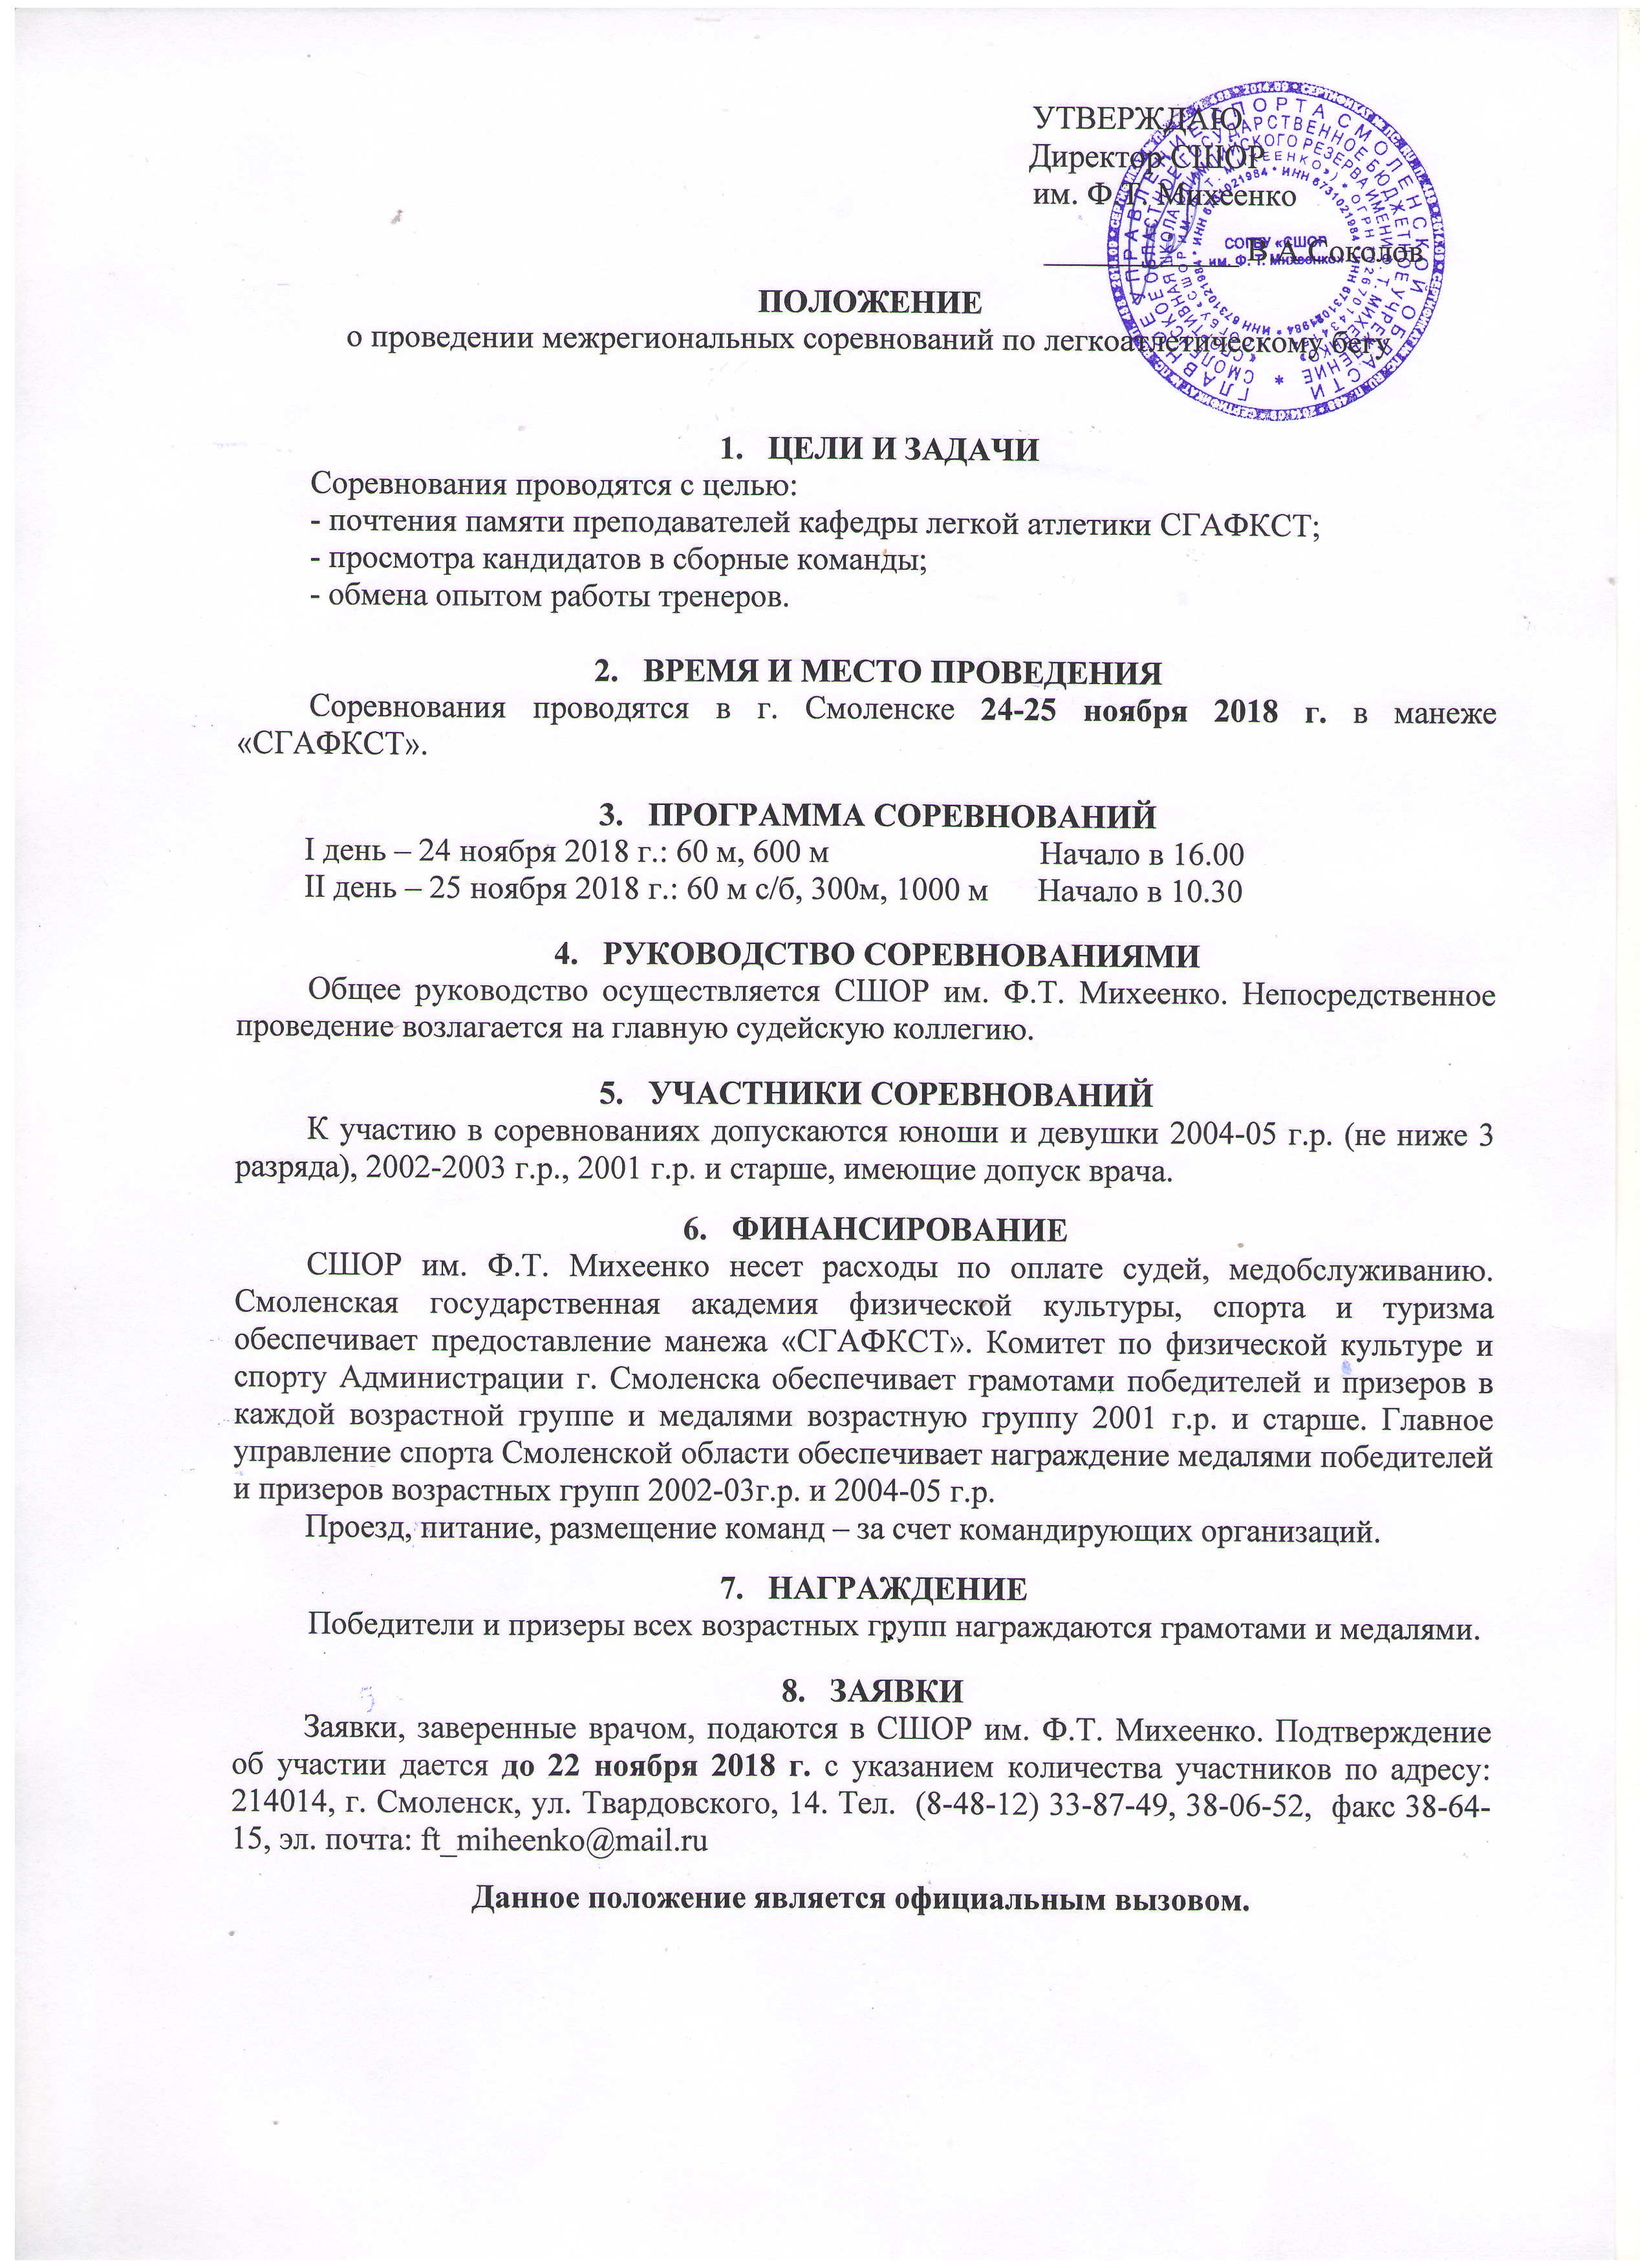 УТВЕРЖДАЮ
Директор СШОР
им. Ф.Т. Михеенко
____________ В.А.Соколов
СОГБУ «СШОР
им. Ф. Т. Михеенко»
ПОЛОЖЕНИЕ
о проведении межрегиональных соревнований по легкоатлетическому бегу
1. ЦЕЛИ И ЗАДАЧИ
Соревнования проводятся с целью:
- почтения памяти преподавателей кафедры легкой атлетики СГАФКСТ;
- просмотра кандидатов в сборные команды;
- обмена опытом работы тренеров.
2. ВРЕМЯ И МЕСТО ПРОВЕДЕНИЯ
Соревнования проводятся в г. Смоленске 24-25 ноября 2018 г. в манеже
«СГАФКСТ».
3. ПРОГРАММА СОРЕВНОВАНИЙ
I день – 24 ноября 2018 г.: 60 м, 600 м Начало в 16.00
II день – 25 ноября 2018 г.: 60 м с/б, 300м, 1000 м Начало в 10.30
4. РУКОВОДСТВО СОРЕВНОВАНИЯМИ
Общее руководство осуществляется СШОР им. Ф.Т. Михеенко. Непосредственное
проведение возлагается на главную судейскую коллегию.
5. УЧАСТНИКИ СОРЕВНОВАНИЙ
К участию в соревнованиях допускаются юноши и девушки 2004-05 г.р. (не ниже 3
разряда), 2002-2003 г.р., 2001 г.р. и старше, имеющие допуск врача.
6. ФИНАНСИРОВАНИЕ
СШОР им. Ф.Т. Михеенко несет расходы по оплате судей, медобслуживанию.
Смоленская государственная академия физической культуры, спорта и туризма
обеспечивает предоставление манежа «СГАФКСТ». Комитет по физической культуре и
спорту Администрации г. Смоленска обеспечивает грамотами победителей и призеров в
каждой возрастной группе и медалями возрастную группу 2001 г.р. и старше. Главное
управление спорта Смоленской области обеспечивает награждение медалями победителей
и призеров возрастных групп 2002-03г.р. и 2004-05 г.р.
Проезд, питание, размещение команд – за счет командирующих организаций.
7. НАГРАЖДЕНИЕ
Победители и призеры всех возрастных групп награждаются грамотами и медалями.
8. ЗАЯВКИ
Заявки, заверенные врачом, подаются в СШОР им. Ф.Т. Михеенко. Подтверждение
об участии дается до 22 ноября 2018 г. с указанием количества участников по адресу:
214014, г. Смоленск, ул. Твардовского, 14. Тел. (8-48-12) 33-87-49, 38-06-52, факс 38-64-
15, эл. почта: ft_miheenko@mail.ru
Данное положение является официальным вызовом.